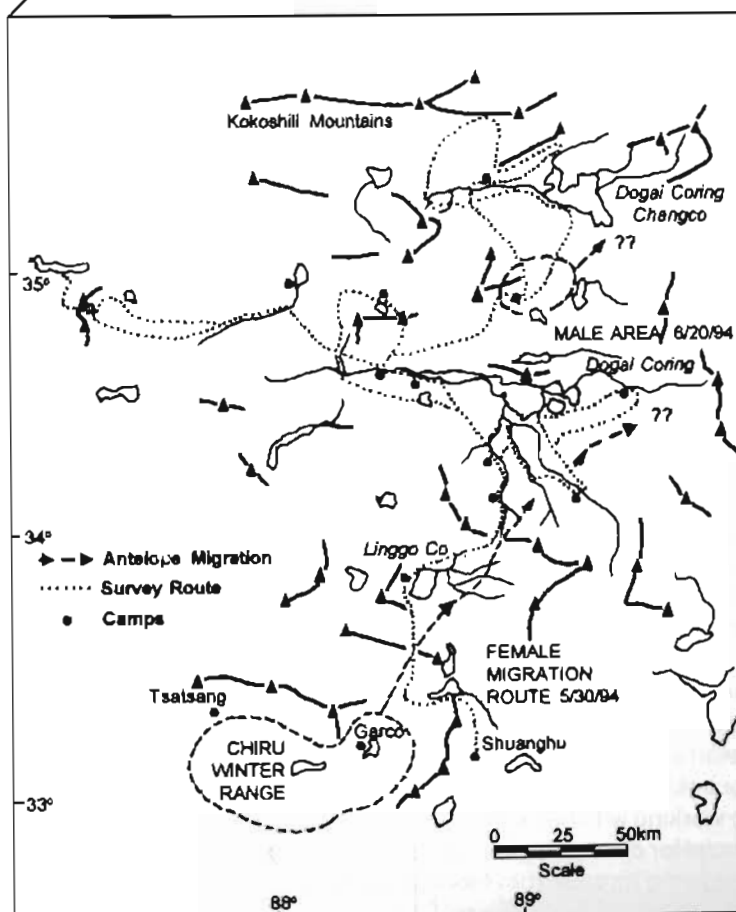 Kokoshill Mountains
Dogai Coring
Changco
??
35°
MALE AREA 6/20/94
Dogai Coring
??
34°
Linggo Co
Antelope Migration
Survey Route
Camps
FEMALE
MIGRATION
ROUTE 5/30/94
Tsatsang
Garco
CHIRU
WINTER
RANGE
Shuanghu
33°
0 25 50km
Scale
88°
89°